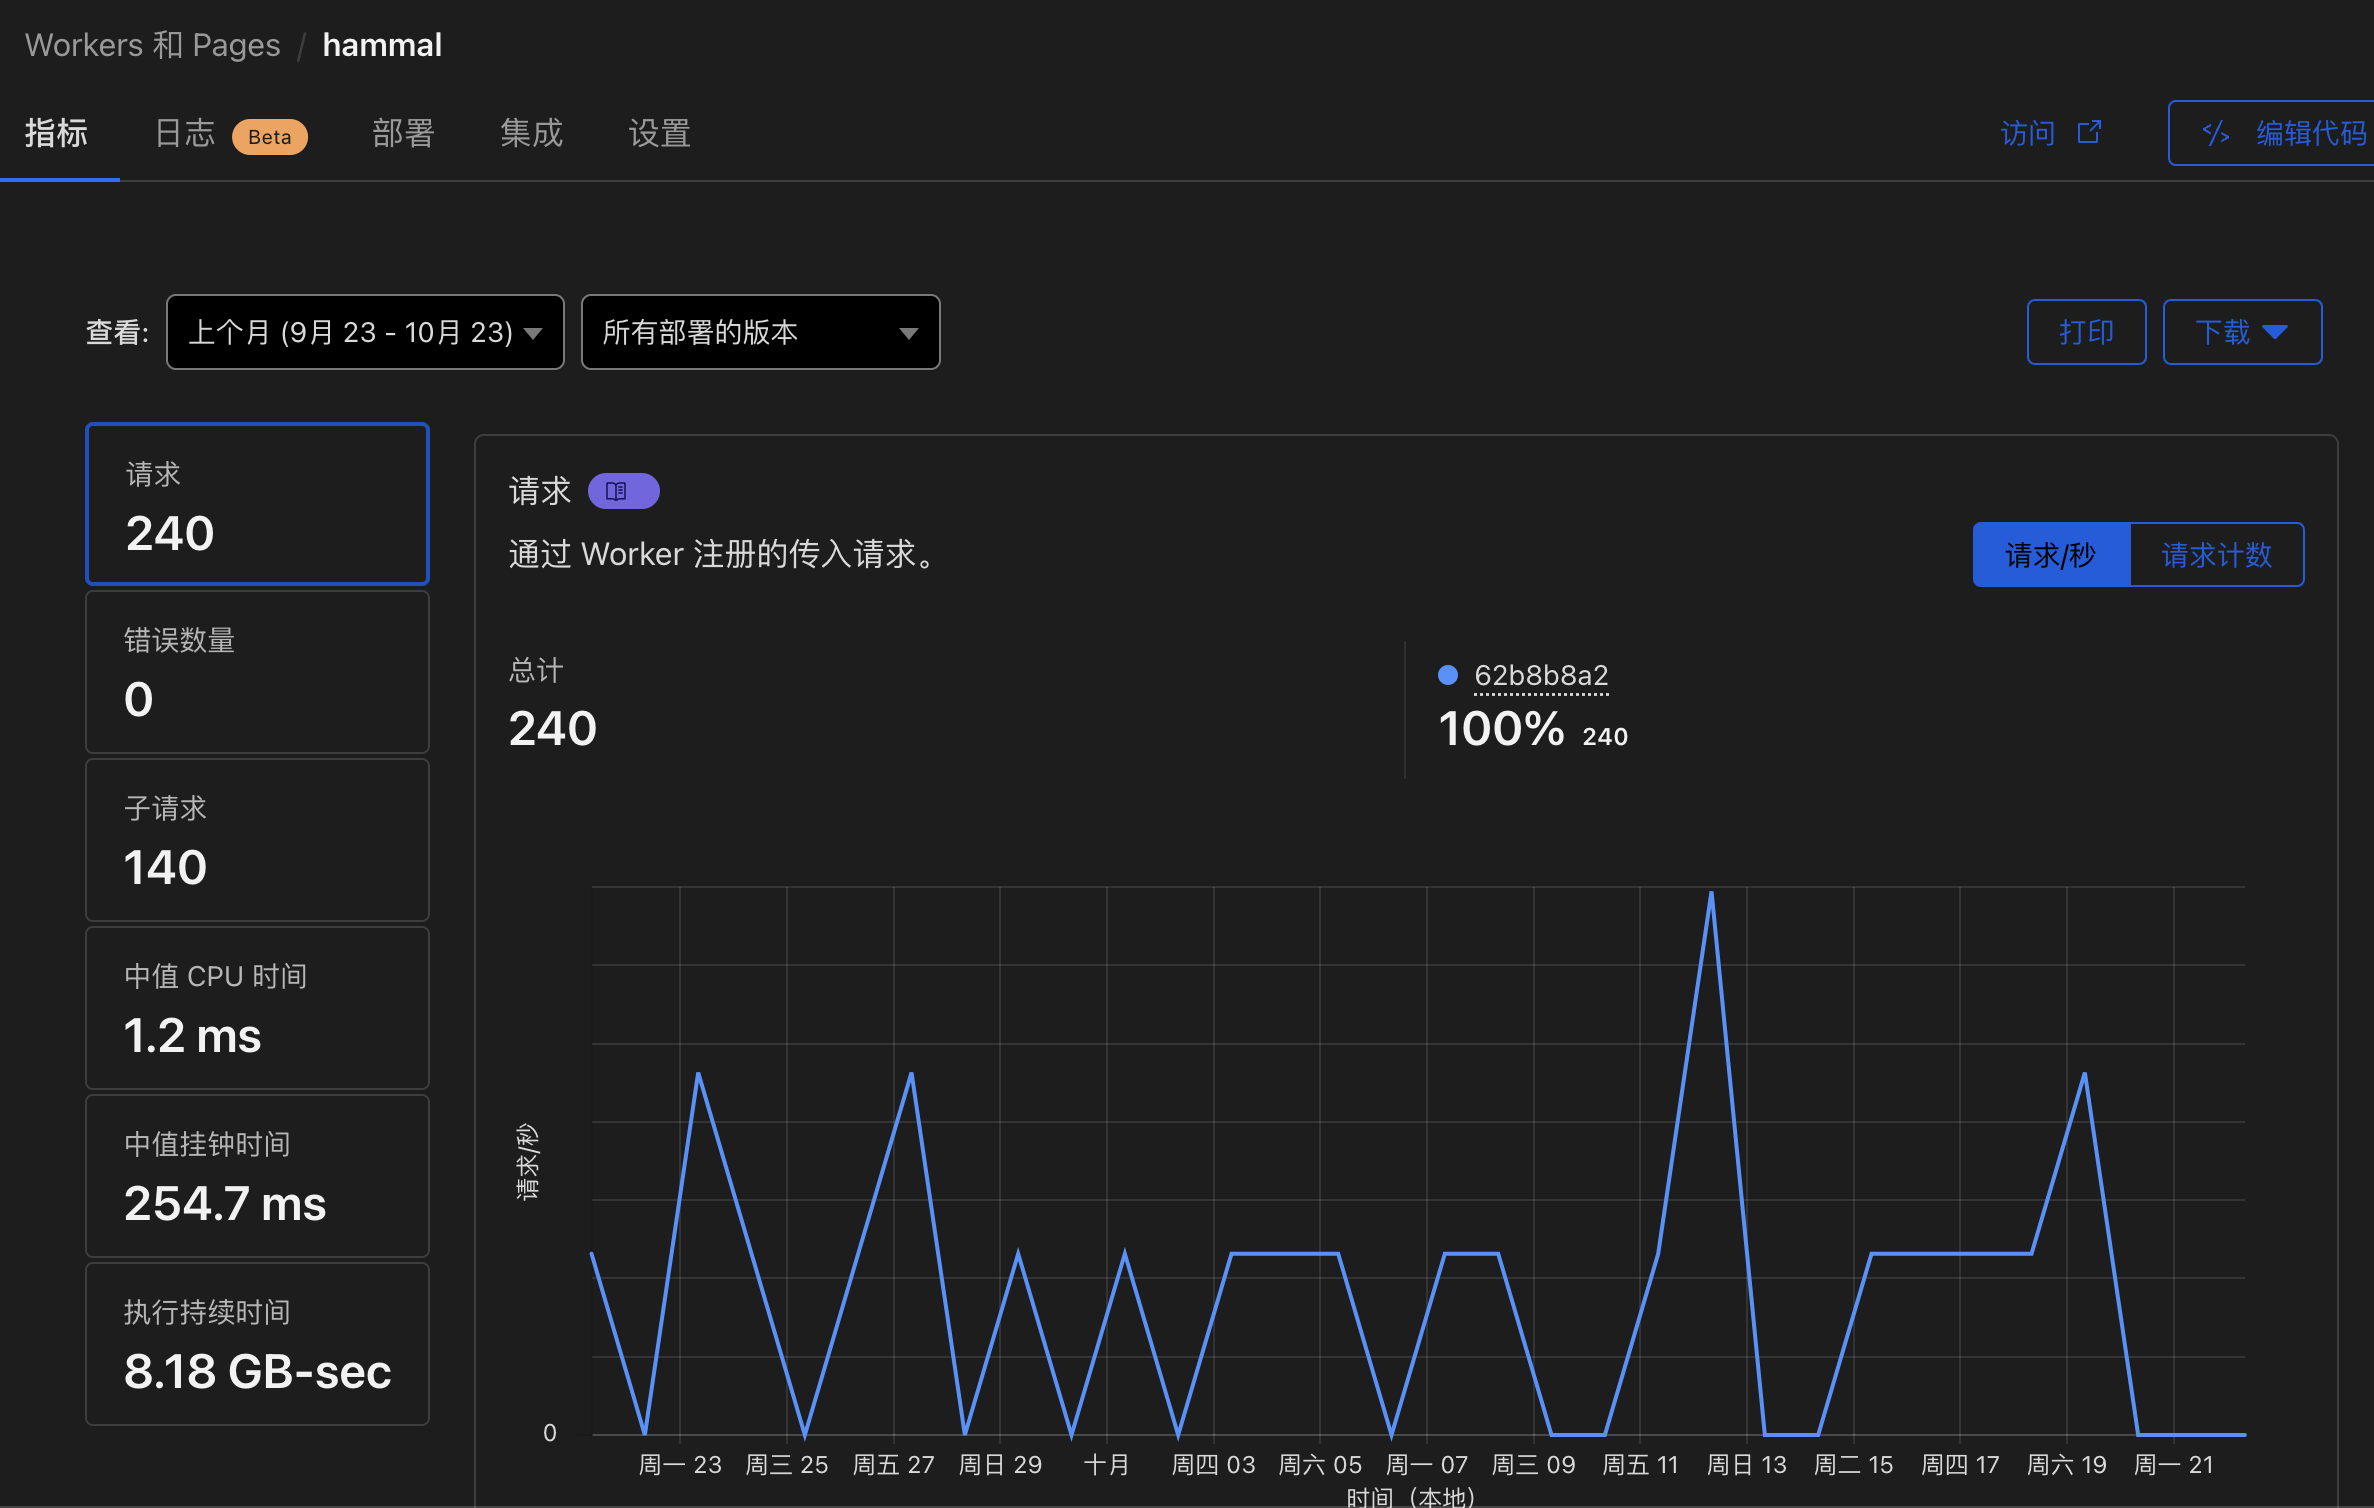 Workers 和 Pages / hammal
指标 日志 Beta 部署 集成 设置 访问 编辑代码
查看: 上个月 (9月 23 - 10月 23) 所有部署的版本 打印 下载
请求
240
错误数量
0
子请求
140
中值 CPU 时间
1.2 ms
中值挂钟时间
254.7 ms
执行持续时间
8.18 GB-sec
请求
通过 Worker 注册的传入请求。
请求/秒 请求计数
总计
240
62b8b8a2
100% 240
请求/秒
0
周一 23 周三 25 周五 27 周日 29 十月 周四 03 周六 05 周一 07 周三 09 周五 11 周日 13 周二 15 周四 17 周六 19 周一 21
时间（本地）